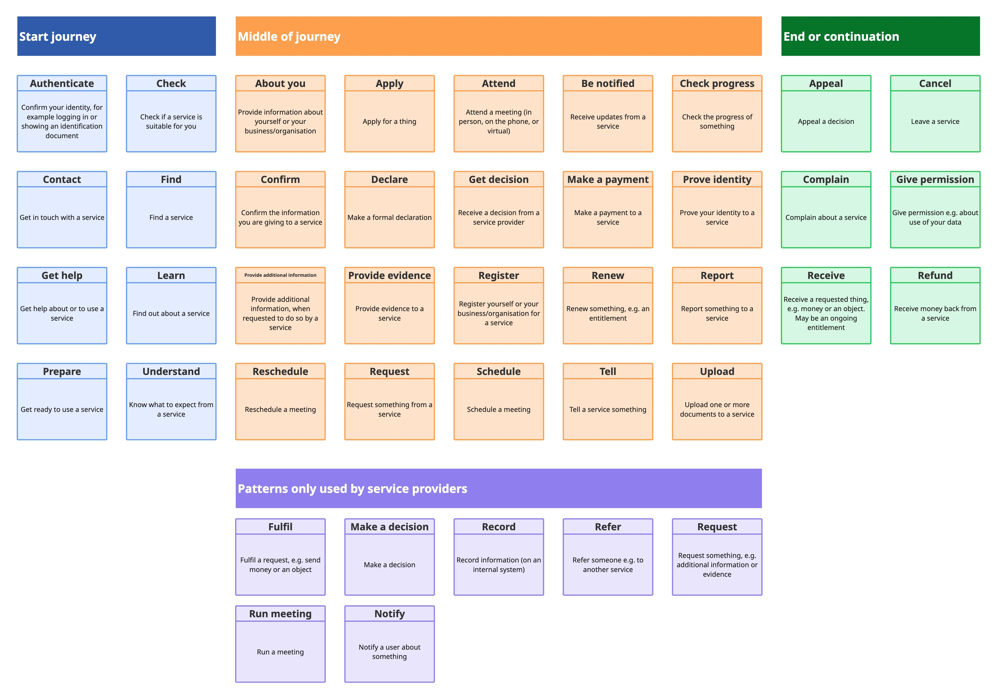 Start journey
Authenticate
Confirm your identity, for
example logging in or
showing an identification
document
Check
Check if a service is
suitable for you
Contact
Get in touch with a service
Find
Find a service
Get help
Get help about or to use a
service
Learn
Find out about a service
Prepare
Get ready to use a service
Understand
Know what to expect from
a service
Middle of journey
About you
Provide information about
yourself or your
business/organisation
Apply
Apply for a thing
Attend
Attend a meeting (in
person, on the phone, or
virtual)
Be notified
Receive updates from a
service
Check progress
Check the progress of
something
Confirm
Confirm the information
you are giving to a service
Declare
Make a formal declaration
Get decision
Receive a decision from a
service provider
Make a payment
Make a payment to a
service
Prove identity
Prove your identity to a
service
Provide additional information
Provide additional
information, when
requested to do so by a
service
Provide evidence
Provide evidence to a
service
Register
Register yourself or your
business/organisation for
a service
Renew
Renew something, e.g. an
entitlement
Report
Report something to a
service
Reschedule
Reschedule a meeting
Request
Request something from a
service
Schedule
Schedule a meeting
Tell
Tell a service something
Upload
Upload one or more
documents to a service
End or continuation
Appeal
Appeal a decision
Cancel
Leave a service
Complain
Complain about a service
Give permission
Give permission e.g. about
use of your data
Receive
Receive a requested thing,
e.g. money or an object.
May be an ongoing
entitlement
Refund
Receive money back from
a service
Patterns only used by service providers
Fulfil
Fulfil a request, e.g. send
money or an object
Make a decision
Make a decision
Record
Record information (on an
internal system)
Refer
Refer someone e.g. to
another service
Request
Request something, e.g.
additional information or
evidence
Run meeting
Run a meeting
Notify
Notify a user about
something